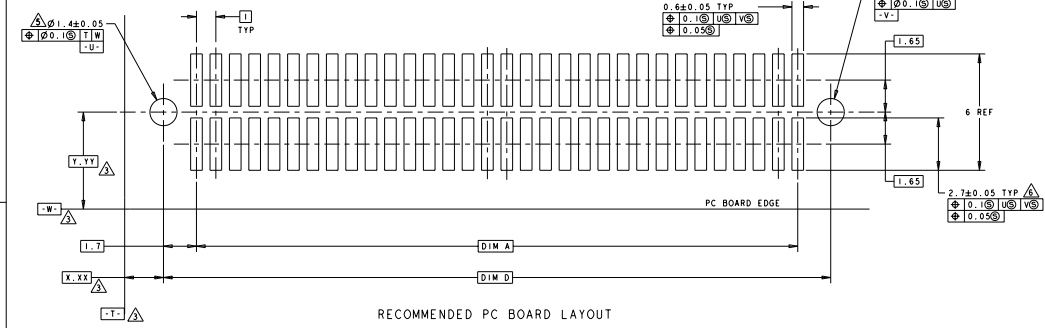 5 Ø1.4±0.05
⌖ Ø0.1Ⓢ T W
-U-
1
TYP
0.6±0.05 TYP
⌖ 0.1Ⓢ UⓈ VⓈ
⌖ 0.05Ⓢ
⌖ Ø0.1Ⓢ UⓈ
-V-
1.65
6 REF
Y.YY 3
1.65
2.7±0.05 TYP 6
⌖ 0.1Ⓢ UⓈ VⓈ
⌖ 0.05Ⓢ
-W- 3
PC BOARD EDGE
1.7
DIM A
X.XX 3
DIM D
-T- 3
RECOMMENDED PC BOARD LAYOUT